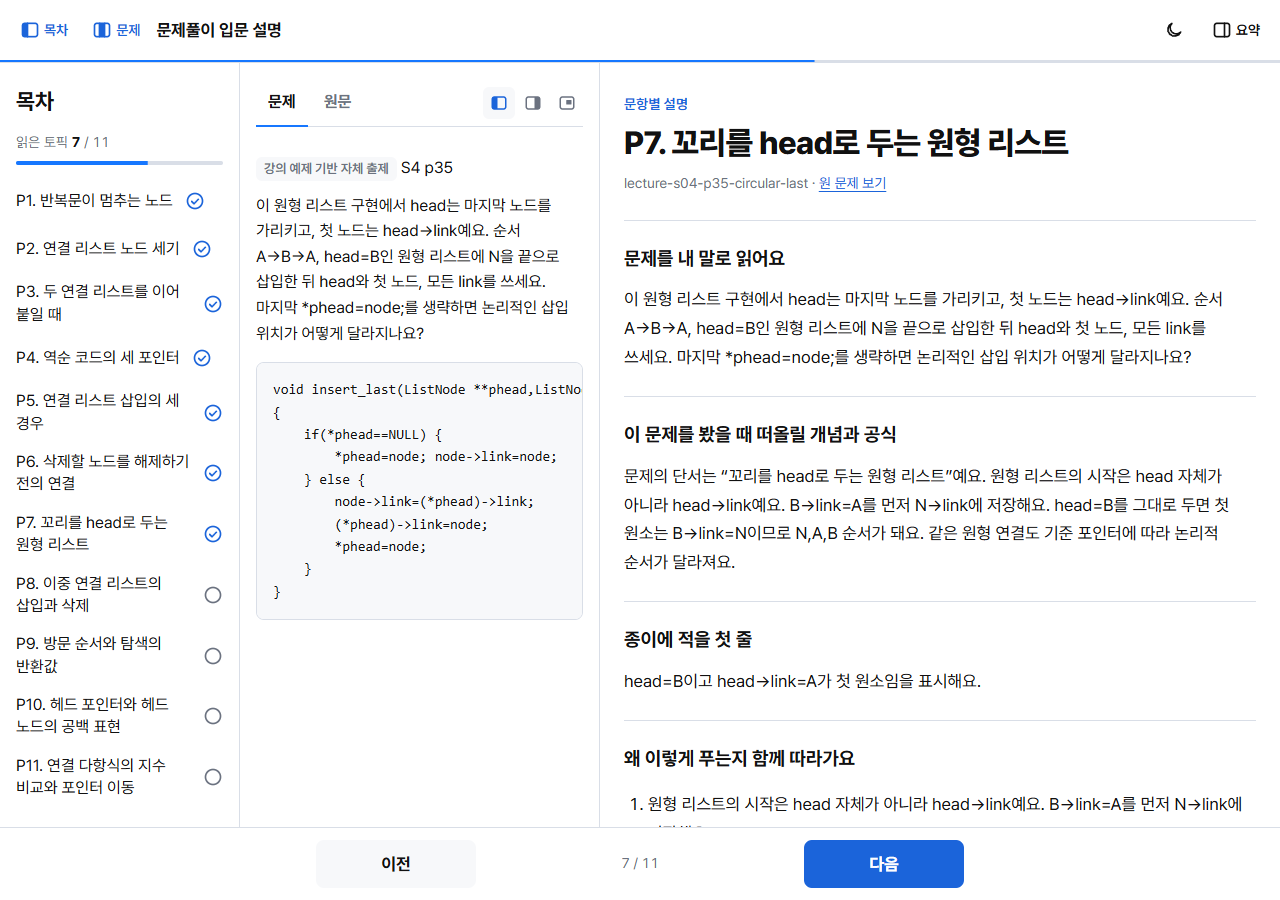 목차
문제
문제풀이 입문 설명
요약
목차
읽은 토픽 7 / 11
P1. 반복문이 멈추는 노드
P2. 연결 리스트 노드 세기
P3. 두 연결 리스트를 이어
붙일 때
P4. 역순 코드의 세 포인터
P5. 연결 리스트 삽입의 세
경우
P6. 삭제할 노드를 해제하기
전의 연결
P7. 꼬리를 head로 두는
원형 리스트
P8. 이중 연결 리스트의
삽입과 삭제
P9. 방문 순서와 탐색의
반환값
P10. 헤드 포인터와 헤드
노드의 공백 표현
P11. 연결 다항식의 지수
비교와 포인터 이동
문제
원문
강의 예제 기반 자체 출제 S4 p35
이 원형 리스트 구현에서 head는 마지막 노드를
가리키고, 첫 노드는 head→link예요. 순서
A→B→A, head=B인 원형 리스트에 N을 끝으로
삽입한 뒤 head와 첫 노드, 모든 link를 쓰세요.
마지막 *phead=node;를 생략하면 논리적인 삽입
위치가 어떻게 달라지나요?
void insert_last(ListNode **phead,ListNo
{
if(*phead==NULL) {
*phead=node; node->link=node;
} else {
node->link=(*phead)->link;
(*phead)->link=node;
*phead=node;
}
}
문항별 설명
P7. 꼬리를 head로 두는 원형 리스트
lecture-s04-p35-circular-last · 원 문제 보기
문제를 내 말로 읽어요
이 원형 리스트 구현에서 head는 마지막 노드를 가리키고, 첫 노드는 head→link예요. 순서
A→B→A, head=B인 원형 리스트에 N을 끝으로 삽입한 뒤 head와 첫 노드, 모든 link를
쓰세요. 마지막 *phead=node;를 생략하면 논리적인 삽입 위치가 어떻게 달라지나요?
이 문제를 봤을 때 떠올릴 개념과 공식
문제의 단서는 “꼬리를 head로 두는 원형 리스트”예요. 원형 리스트의 시작은 head 자체가
아니라 head→link예요. B→link=A를 먼저 N→link에 저장해요. head=B를 그대로 두면 첫
원소는 B→link=N이므로 N,A,B 순서가 돼요. 같은 원형 연결도 기준 포인터에 따라 논리적
순서가 달라져요.
종이에 적을 첫 줄
head=B이고 head→link=A가 첫 원소임을 표시해요.
왜 이렇게 푸는지 함께 따라가요
1. 원형 리스트의 시작은 head 자체가 아니라 head→link예요. B→link=A를 먼저 N→link에
이전
7 / 11
다음